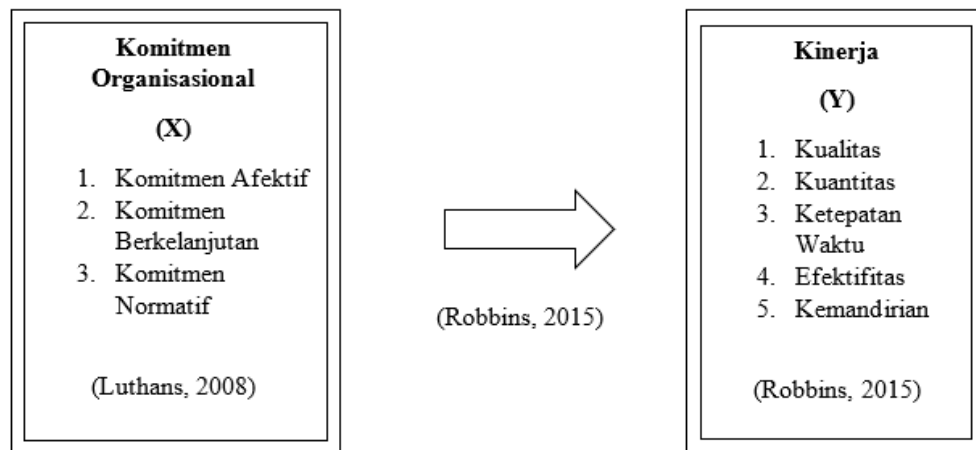 Komitmen
Organisasional
(X)
1. Komitmen Afektif
2. Komitmen
Berkelanjutan
3. Komitmen
Normatif
(Luthans, 2008)
(Robbins, 2015)
Kinerja
(Y)
1. Kualitas
2. Kuantitas
3. Ketepatan
Waktu
4. Efektifitas
5. Kemandirian
(Robbins, 2015)